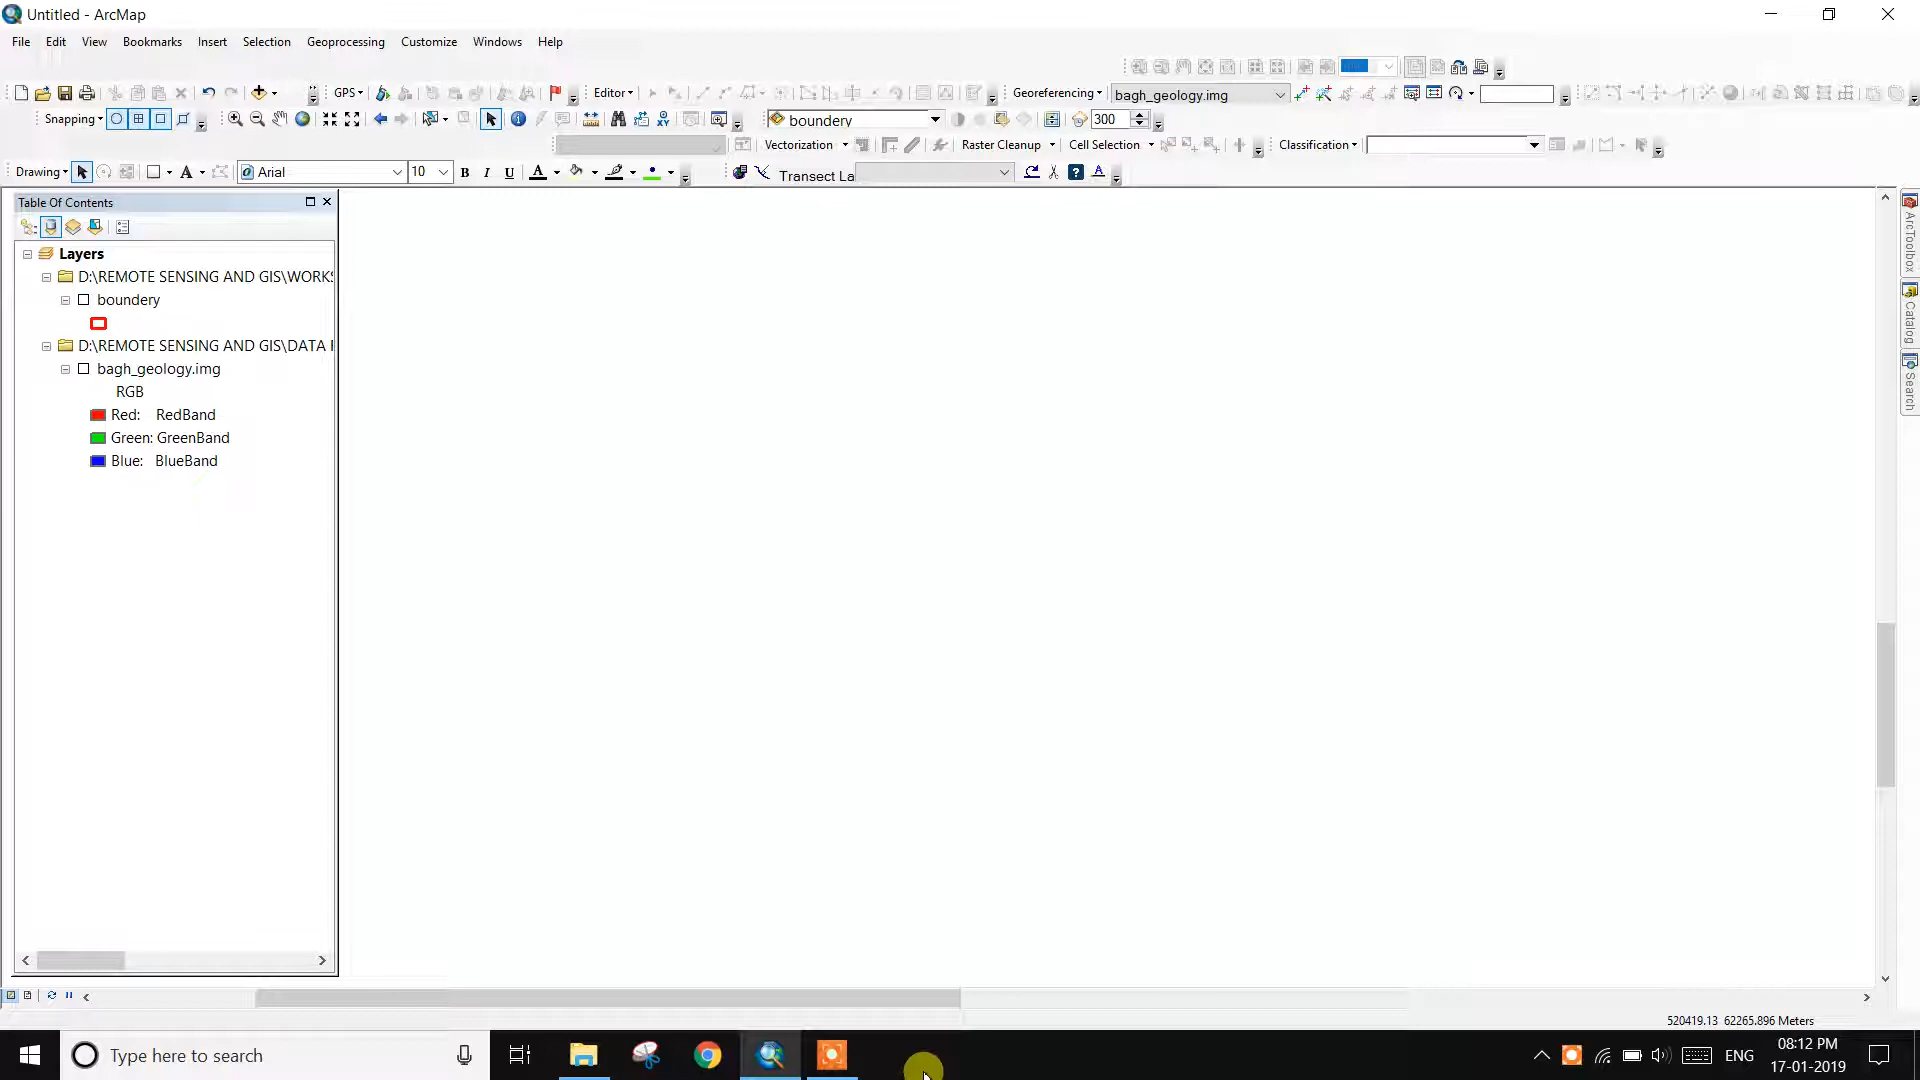 Untitled - ArcMap
File Edit View Bookmarks Insert Selection Geoprocessing Customize Windows Help
GPS Editor Georeferencing bagh_geology.img
Snapping boundery 300
Vectorization Raster Cleanup Cell Selection Classification
Drawing Arial 10 B I U A Transect La
Table Of Contents
Layers
D:\REMOTE SENSING AND GIS\WORKS
boundery
D:\REMOTE SENSING AND GIS\DATA
bagh_geology.img
RGB
Red: RedBand
Green: GreenBand
Blue: BlueBand
ArcToolbox
Catalog
Search
520419.13 62265.896 Meters
Type here to search
ENG
08:12 PM
17-01-2019